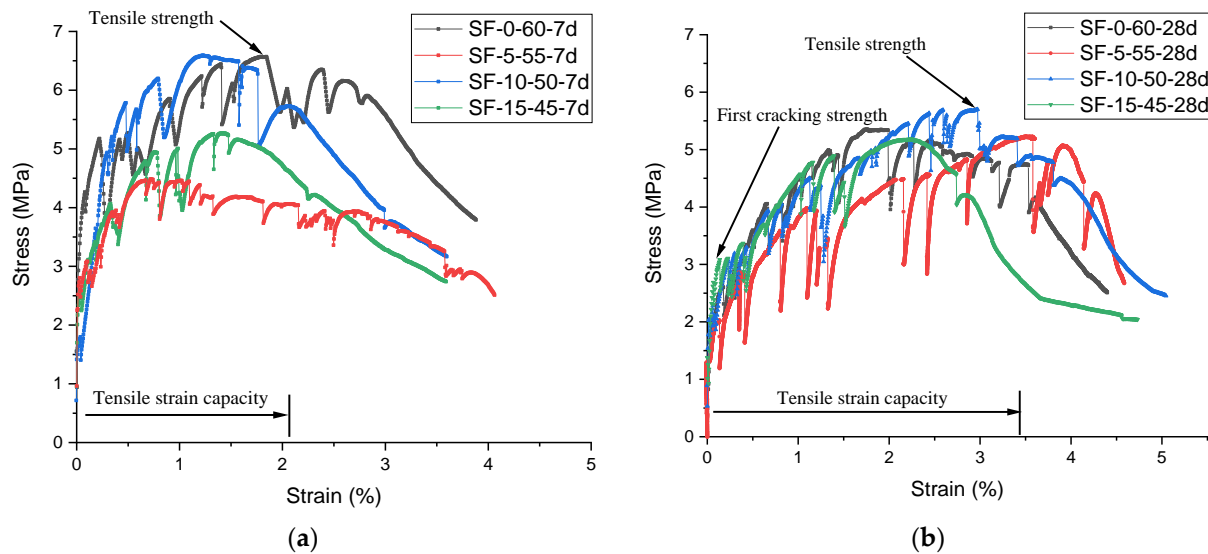 Tensile strength
SF-0-60-7d
SF-5-55-7d
SF-10-50-7d
SF-15-45-7d
7
6
5
4
3
2
1
0
Stress (MPa)
Tensile strain capacity
0 1 2 3 4 5
Strain (%)
(a)
SF-0-60-28d
SF-5-55-28d
SF-10-50-28d
SF-15-45-28d
Tensile strength
First cracking strength
7
6
5
4
3
2
1
0
Stress (MPa)
Tensile strain capacity
0 1 2 3 4 5
Strain (%)
(b)